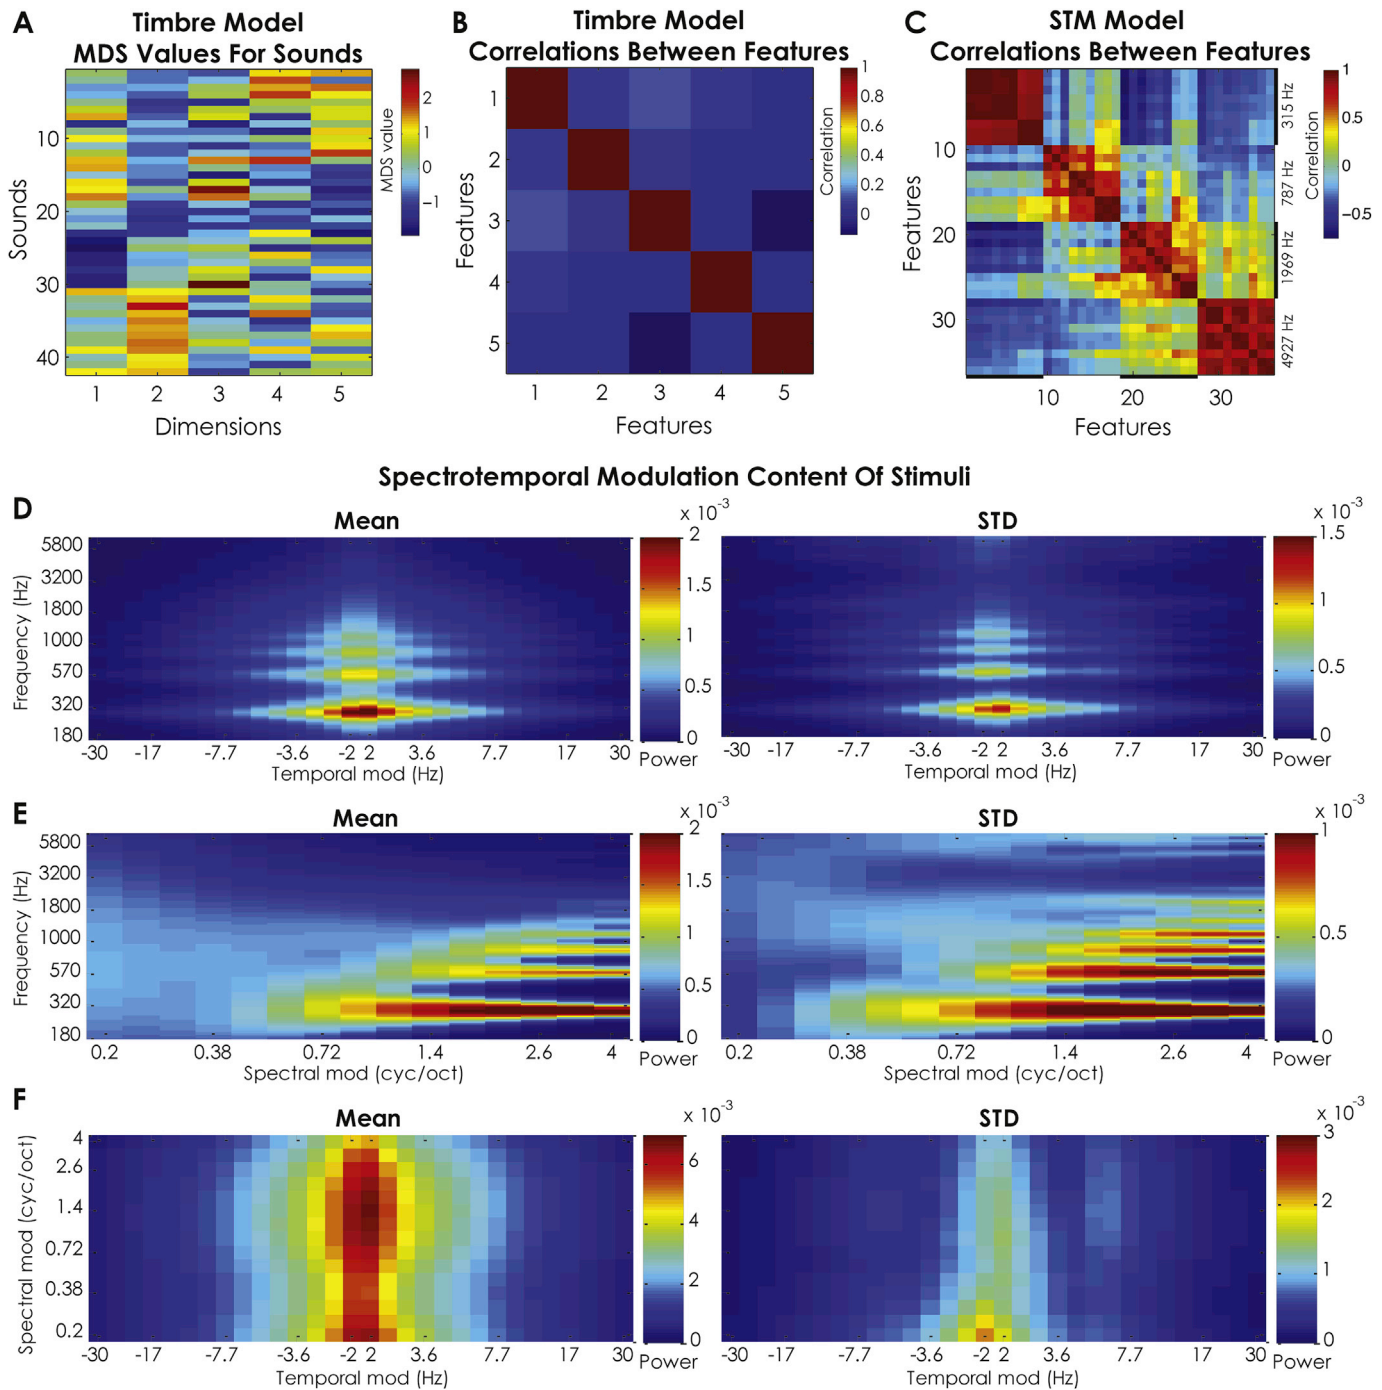 A
Timbre Model
MDS Values For Sounds
Sounds
10
20
30
40
1 2 3 4 5
Dimensions
2
1
0
−1
MDS value
B
Timbre Model
Correlations Between Features
Features
1
2
3
4
5
1 2 3 4 5
Features
1
0.8
0.6
0.4
0.2
0
Correlation
C
STM Model
Correlations Between Features
Features
10
20
30
10 20 30
Features
315 Hz
787 Hz
1969 Hz
4927 Hz
1
0.5
0
−0.5
Correlation
Spectrotemporal Modulation Content Of Stimuli
D
Mean
Frequency (Hz)
5800
3200
1800
1000
570
320
180
-30 -17 -7.7 -3.6 -2 2 3.6 7.7 17 30
Temporal mod (Hz)
x 10-3
2
1.5
1
0.5
0
Power
STD
-30 -17 -7.7 -3.6 -2 2 3.6 7.7 17 30
Temporal mod (Hz)
x 10-3
1.5
1
0.5
0
Power
E
Mean
Frequency (Hz)
5800
3200
1800
1000
570
320
180
0.2 0.38 0.72 1.4 2.6 4
Spectral mod (cyc/oct)
x 10-3
2
1.5
1
0.5
0
Power
STD
0.2 0.38 0.72 1.4 2.6 4
Spectral mod (cyc/oct)
x 10-3
1
0.5
0
Power
F
Mean
Spectral mod (cyc/oct)
4
2.6
1.4
0.72
0.38
0.2
-30 -17 -7.7 -3.6 -2 2 3.6 7.7 17 30
Temporal mod (Hz)
x 10-3
6
4
2
0
Power
STD
-30 -17 -7.7 -3.6 -2 2 3.6 7.7 17 30
Temporal mod (Hz)
x 10-3
3
2
1
0
Power